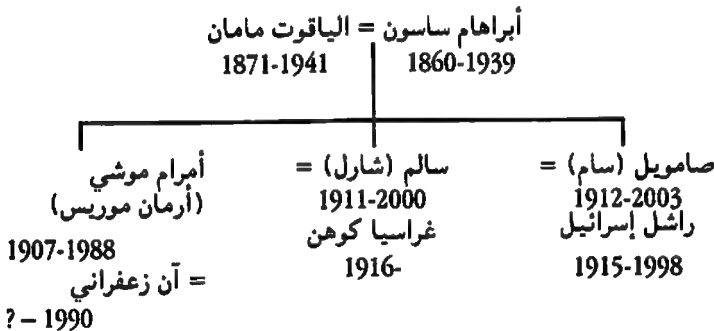 أبراهام ساسون = الياقوت مامان
1860-1939 1871-1941
صامويل (سام) =
1912-2003
راشل إسرائيل
1915-1998
سالم (شارل) =
1911-2000
غراسيا كوهن
1916-
أمرام موشي
(أرمان موريس)
1907-1988
= آن زعفراني
? – 1990